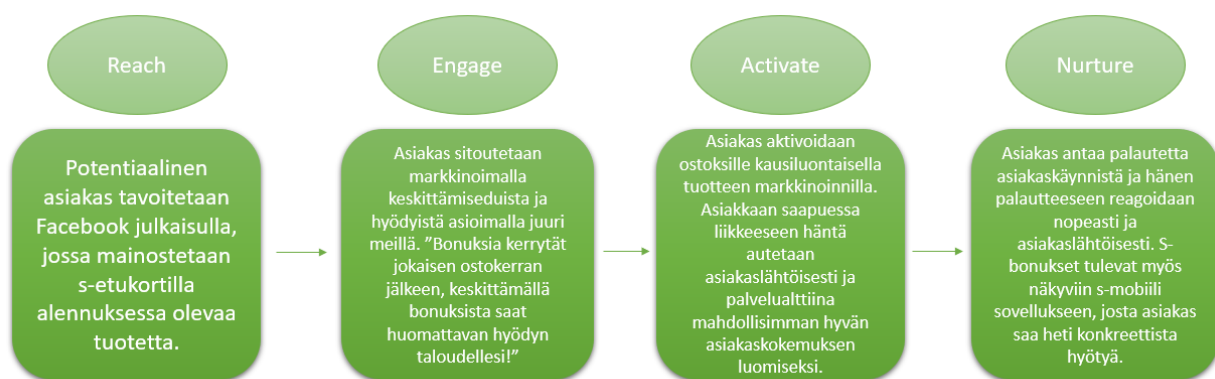 Reach
Potentiaalinen
asiakas tavoitetaan
Facebook julkaisulla,
jossa mainostetaan
s-etukortilla
alennuksessa olevaa
tuotetta.
Engage
Asiakas sitoutetaan
markkinoimalla
keskittämiseduista ja
hyödyistä asioimalla juuri
meillä. ”Bonuksia kerrytät
jokaisen ostokerran
jälkeen, keskittämällä
bonuksista saat
huomattavan hyödyn
taloudellesi!”
Activate
Asiakas aktivoidaan
ostoksille kausiluontaisella
tuotteen markkinoinnilla.
Asiakkaan saapuessa
liikkeeseen häntä
autetaan
asiakaslähtöisesti ja
palvelualttiina
mahdollisimman hyvän
asiakaskokemuksen
luomiseksi.
Nurture
Asiakas antaa palautetta
asiakaskäynnistä ja hänen
palautteeseen reagoidaan
nopeasti ja
asiakaslähtöisesti. S-
bonukset tulevat myös
näkyviin s-mobiili
sovellukseen, josta asiakas
saa heti konkreettista
hyötyä.